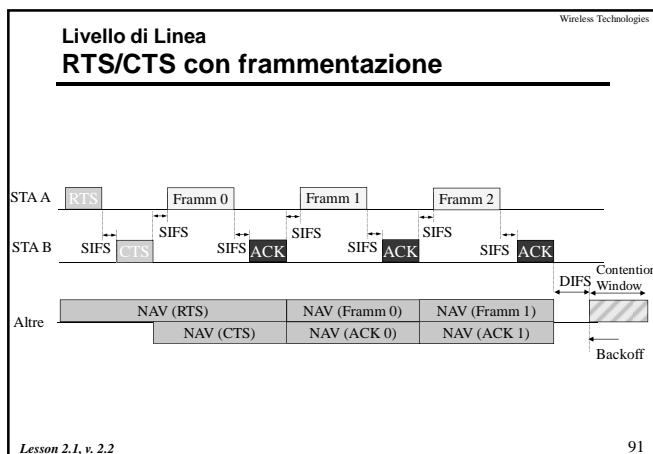 Wireless Technologies
Livello di Linea
RTS/CTS con frammentazione
STA A
RTS
Framm 0
Framm 1
Framm 2
SIFS
SIFS
SIFS
STA B
SIFS
CTS
SIFS
ACK
SIFS
ACK
SIFS
ACK
DIFS
Contention
Window
Altre
NAV (RTS)
NAV (Framm 0)
NAV (Framm 1)
NAV (CTS)
NAV (ACK 0)
NAV (ACK 1)
Backoff
Lesson 2.1, v. 2.2
91